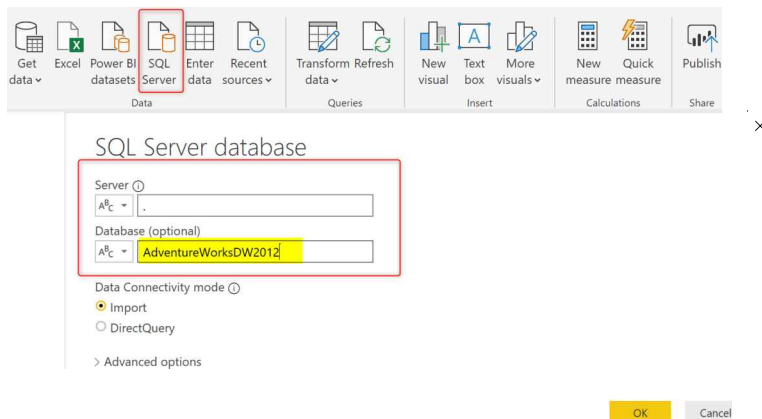 Get data Excel Power BI datasets SQL Server Enter data Recent sources Transform data Refresh New visual Text box A More visuals New measure Quick measure Publish
Data Queries Insert Calculations Share
SQL Server database
Server
ABC .
Database (optional)
ABC AdventureWorksDW2012
Data Connectivity mode
Import
DirectQuery
Advanced options
OK Cancel